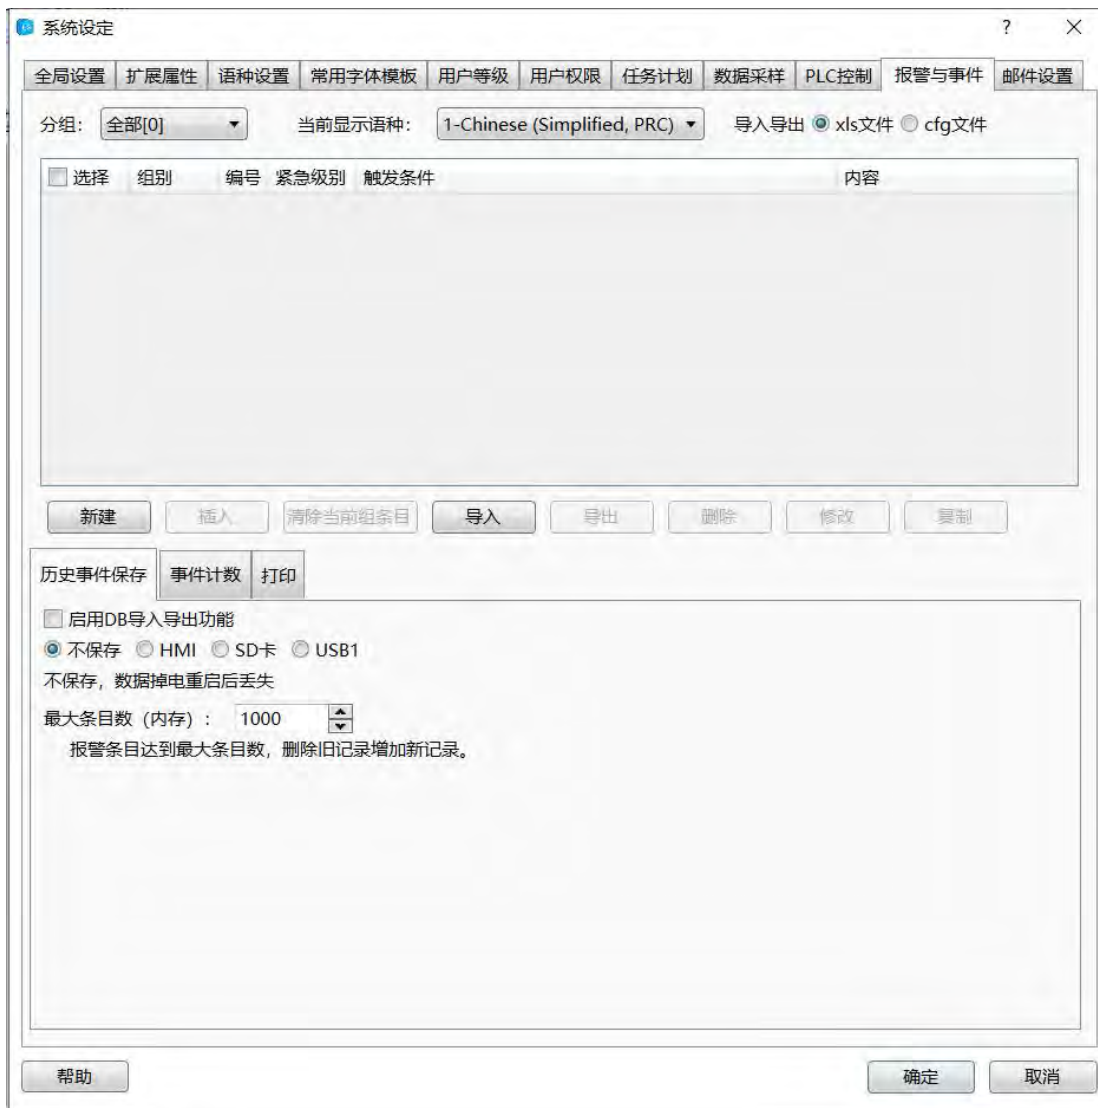 系统设定 ?
全局设置 扩展属性 语种设置 常用字体模板 用户等级 用户权限 任务计划 数据采样 PLC控制 报警与事件 邮件设置
分组: 全部[0] 当前显示语种: 1-Chinese (Simplified, PRC) 导入导出 xls文件 cfg文件
选择 组别 编号 紧急级别 触发条件 内容
新建 插入 清除当前组条目 导入 导出 删除 修改 复制
历史事件保存 事件计数 打印
启用DB导入导出功能
不保存 HMI SD卡 USB1
不保存，数据掉电重启后丢失
最大条目数（内存）: 1000
报警条目达到最大条目数，删除旧记录增加新记录。
帮助 确定 取消